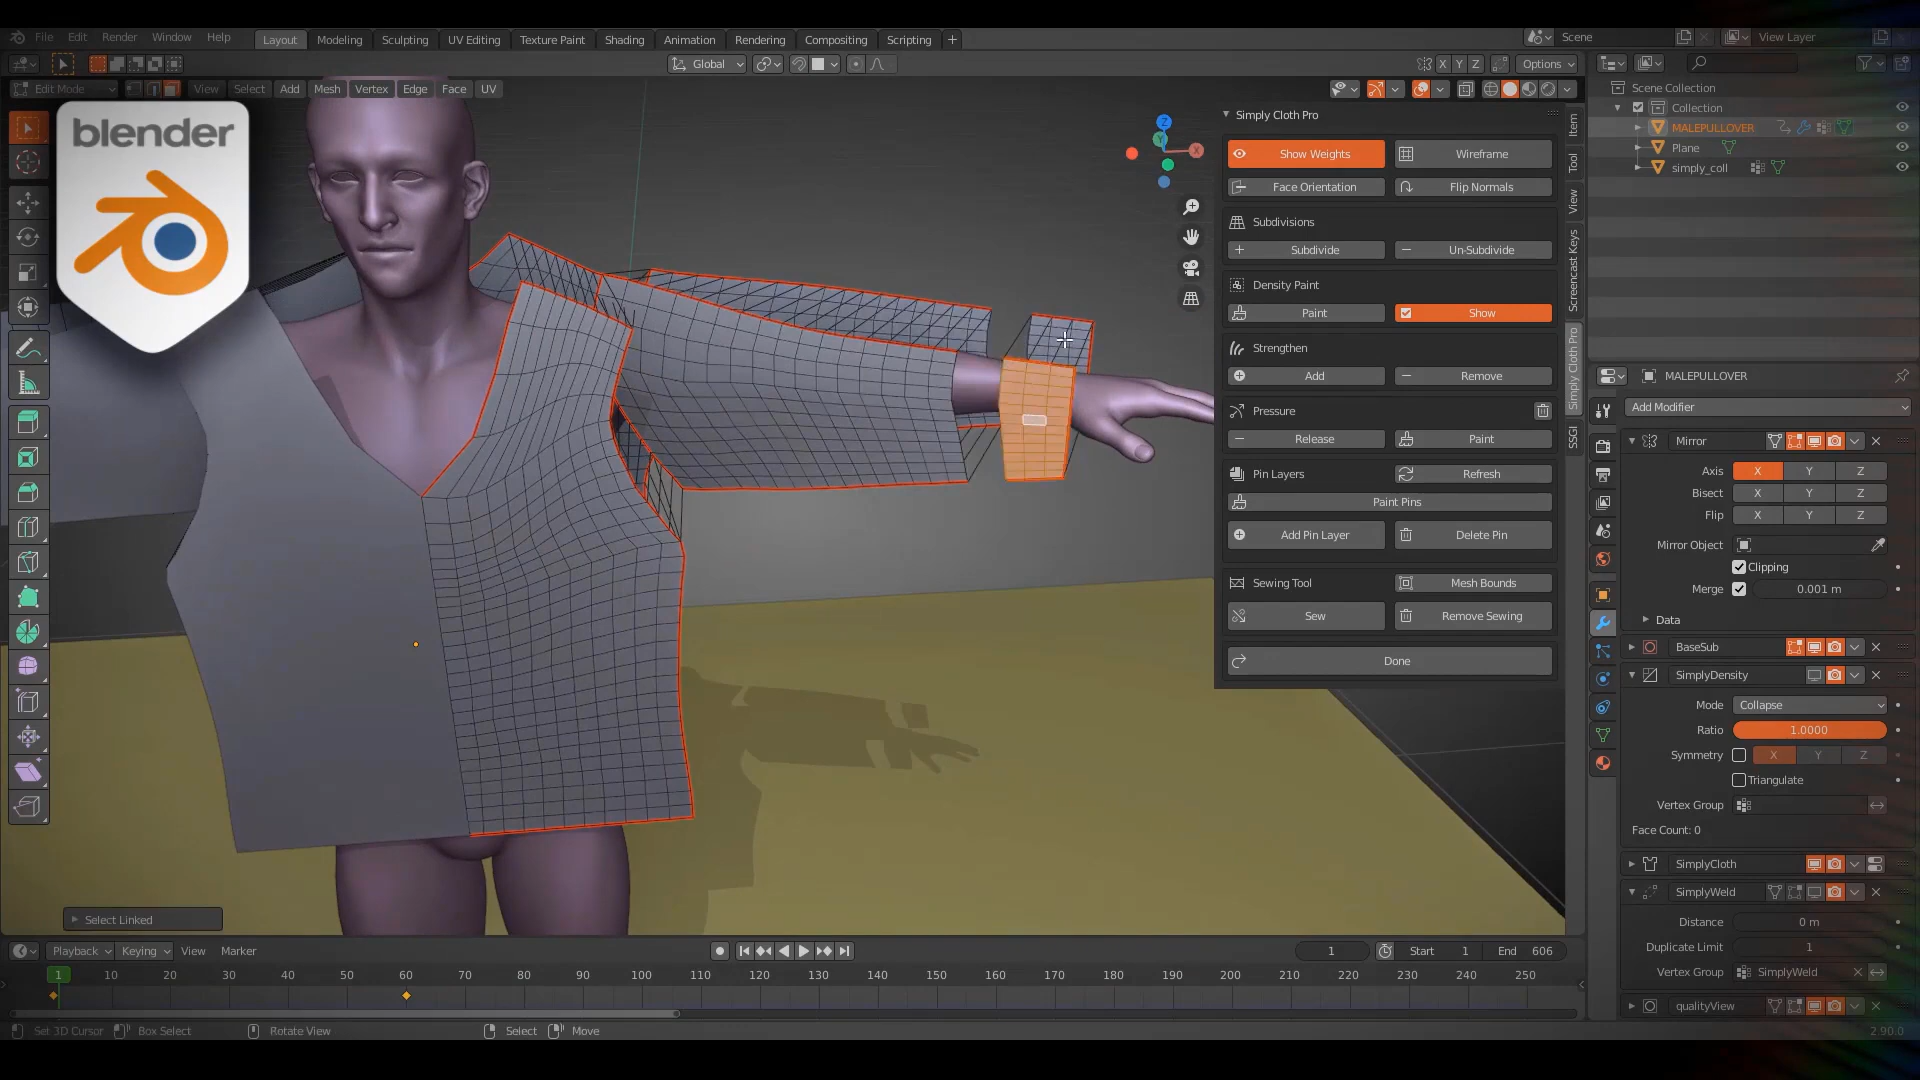 File Edit Render Window Help Layout Modeling Sculpting UV Editing Texture Paint Shading Animation Rendering Compositing Scripting + Scene View Layer
Global X Y Z Options
Edit Mode View Select Add Mesh Vertex Edge Face UV
blender
Z
Y
X
Simply Cloth Pro
Show Weights Wireframe
Face Orientation Flip Normals
Subdivisions
Subdivide Un-Subdivide
Density Paint
Paint Show
Strengthen
Add Remove
Pressure
Release Paint
Pin Layers Refresh
Paint Pins
Add Pin Layer Delete Pin
Sewing Tool Mesh Bounds
Sew Remove Sewing
Done
Item
Tool
View
Screencast Keys
Simply Cloth Pro
SSGI
Scene Collection
Collection
MALEPULLOVER
Plane
simply_coll
MALEPULLOVER
Add Modifier
Mirror
Axis X Y Z
Bisect X Y Z
Flip X Y Z
Mirror Object
Clipping
Merge 0.001 m
Data
BaseSub
SimplyDensity
Mode Collapse
Ratio 1.0000
Symmetry X Y Z
Triangulate
Vertex Group
Face Count: 0
SimplyCloth
SimplyWeld
Distance 0 m
Duplicate Limit 1
Vertex Group SimplyWeld
qualityView
Select Linked
Playback Keying View Marker 1 Start 1 End 606
1 10 20 30 40 50 60 70 80 90 100 110 120 130 140 150 160 170 180 190 200 210 220 230 240 250
Set 3D Cursor Box Select Rotate View Select Move 2.90.0